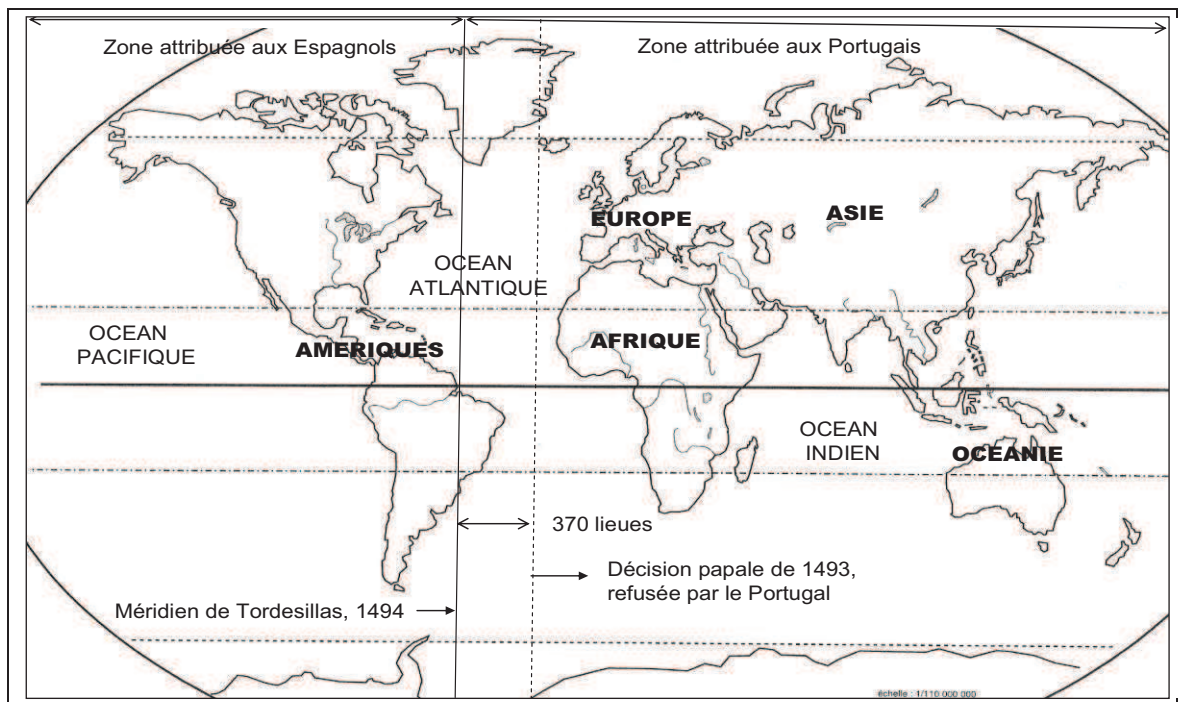 Zone attribuée aux Espagnols
Zone attribuée aux Portugais
EUROPE
ASIE
OCEAN
ATLANTIQUE
OCEAN
PACIFIQUE
AMERIQUES
AFRIQUE
OCEAN
INDIEN
OCEANIE
370 lieues
Décision papale de 1493,
refusée par le Portugal
Méridien de Tordesillas, 1494
échelle : 1/110 000 000